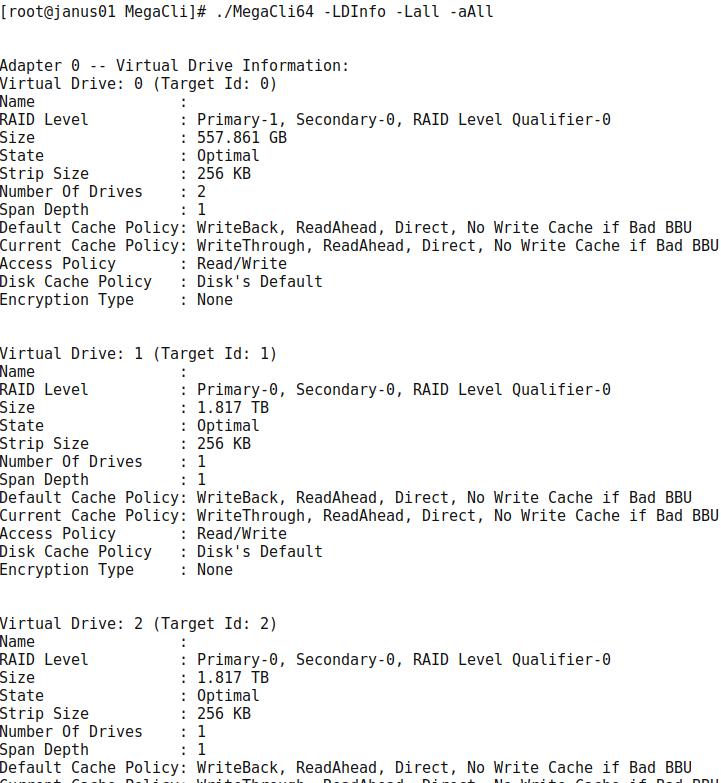 [root@janus01 MegaCli]# ./MegaCli64 -LDInfo -Lall -aAll
Adapter 0 -- Virtual Drive Information:
Virtual Drive: 0 (Target Id: 0)
Name                :
RAID Level          : Primary-1, Secondary-0, RAID Level Qualifier-0
Size                : 557.861 GB
State               : Optimal
Strip Size          : 256 KB
Number Of Drives    : 2
Span Depth          : 1
Default Cache Policy: WriteBack, ReadAhead, Direct, No Write Cache if Bad BBU
Current Cache Policy: WriteThrough, ReadAhead, Direct, No Write Cache if Bad BBU
Access Policy       : Read/Write
Disk Cache Policy   : Disk's Default
Encryption Type     : None
Virtual Drive: 1 (Target Id: 1)
Name                :
RAID Level          : Primary-0, Secondary-0, RAID Level Qualifier-0
Size                : 1.817 TB
State               : Optimal
Strip Size          : 256 KB
Number Of Drives    : 1
Span Depth          : 1
Default Cache Policy: WriteBack, ReadAhead, Direct, No Write Cache if Bad BBU
Current Cache Policy: WriteThrough, ReadAhead, Direct, No Write Cache if Bad BBU
Access Policy       : Read/Write
Disk Cache Policy   : Disk's Default
Encryption Type     : None
Virtual Drive: 2 (Target Id: 2)
Name                :
RAID Level          : Primary-0, Secondary-0, RAID Level Qualifier-0
Size                : 1.817 TB
State               : Optimal
Strip Size          : 256 KB
Number Of Drives    : 1
Span Depth          : 1
Default Cache Policy: WriteBack, ReadAhead, Direct, No Write Cache if Bad BBU